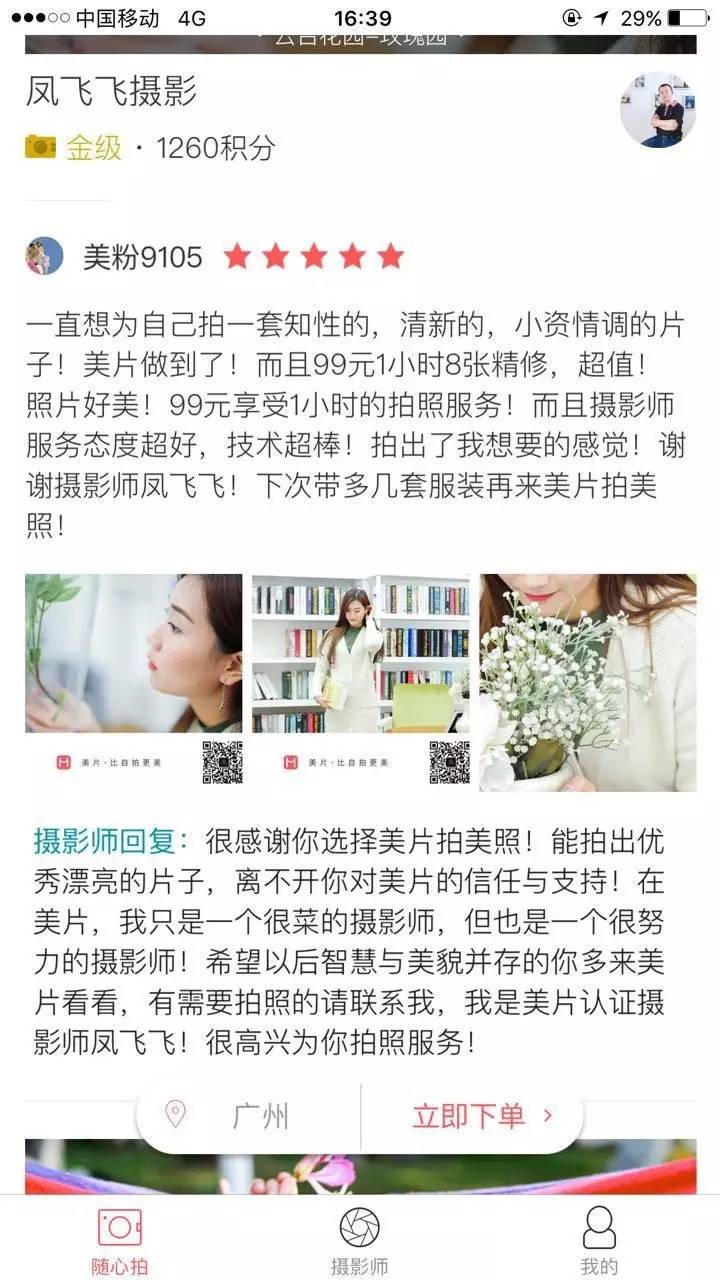 中国移动 4G 16:39 29%
云台花园-玫瑰园
凤飞飞摄影
金级 · 1260积分
美粉9105
一直想为自己拍一套知性的，清新的，小资情调的片
子！美片做到了！而且99元1小时8张精修，超值！
照片好美！99元享受1小时的拍照服务！而且摄影师
服务态度超好，技术超棒！拍出了我想要的感觉！谢
谢摄影师凤飞飞！下次带多几套服装再来美片拍美
照！
美片·比自拍更美
美片·比自拍更美
摄影师回复：很感谢你选择美片拍美照！能拍出优
秀漂亮的片子，离不开你对美片的信任与支持！在
美片，我只是一个很菜的摄影师，但也是一个很努
力的摄影师！希望以后智慧与美貌并存的你多来美
片看看，有需要拍照的请联系我，我是美片认证摄
影师凤飞飞！很高兴为你拍照服务！
广州 立即下单
随心拍 摄影师 我的